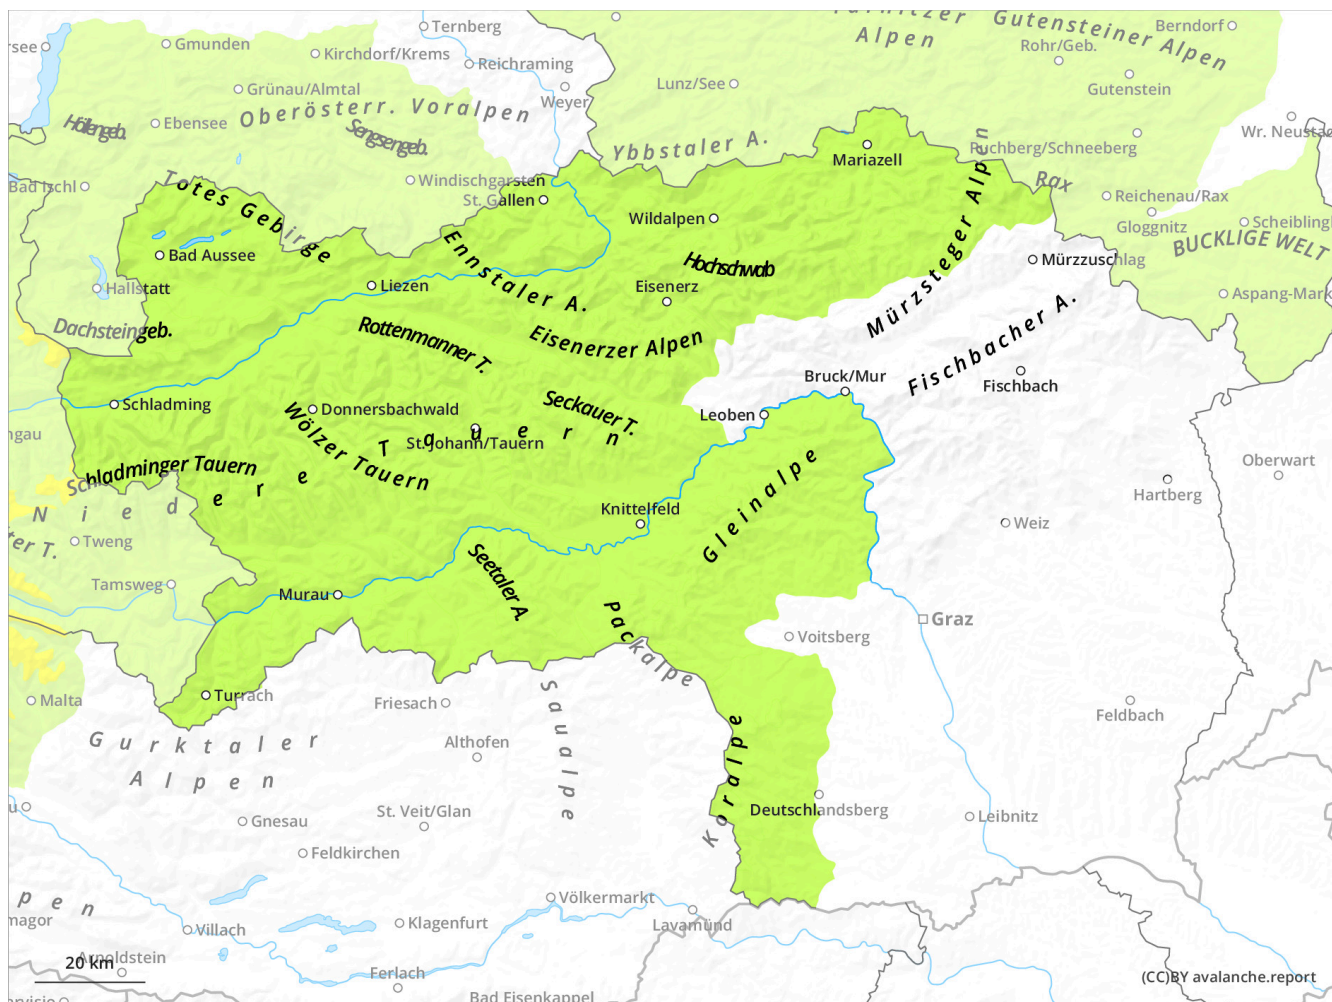 Ternberg
Gutensteiner Alpen
Berndorf
Gmunden
Kirchdorf/Krems
Alpen
Rohr/Geb.
Reichraming
Grünau/Almtal
Lunz/See
Gutenstein
Weyer
Oberösterr. Voralpen
Höllengeb.
Ebensee
Sengsengeb.
Ybbstaler A.
Mariazell
Puchberg/Schneeberg
Bad Ischl
Totes Gebirge
Windischgarsten
St. Gallen
Rax
Reichenau/Rax
Gloggnitz
Wildalpen
BUCKLIGE WELT
Bad Aussee
Ennstaler A.
Hochschwab
Mürzsteger Alpen
Mürzzuschlag
Hallstatt
Liezen
Eisenerz
Dachsteingeb.
Rottenmanner T.
Eisenerzer Alpen
Fischbacher A.
Bruck/Mur
Fischbach
Schladming
Donnersbachwald
Seckauer T.
Leoben
Wölzer Tauern
St. Johann/Tauern
Schladminger Tauern
Niedere Tauern
Oberwart
Hartberg
Gleinalpe
Knittelfeld
Weiz
Tweng
Seetaler A.
Tamsweg
Murau
Packalpe
Graz
Voitsberg
Turrach
Malta
Friesach
Saualpe
Feldbach
Gurktaler
Alpen
Althofen
Koralpe
Deutschlandsberg
St. Veit/Glan
Gnesau
Leibnitz
Feldkirchen
Völkermarkt
Villach
Klagenfurt
Lavamünd
Arnoldstein
20 km
Ferlach
Bad Eisenkappel
(CC)BY avalanche.report